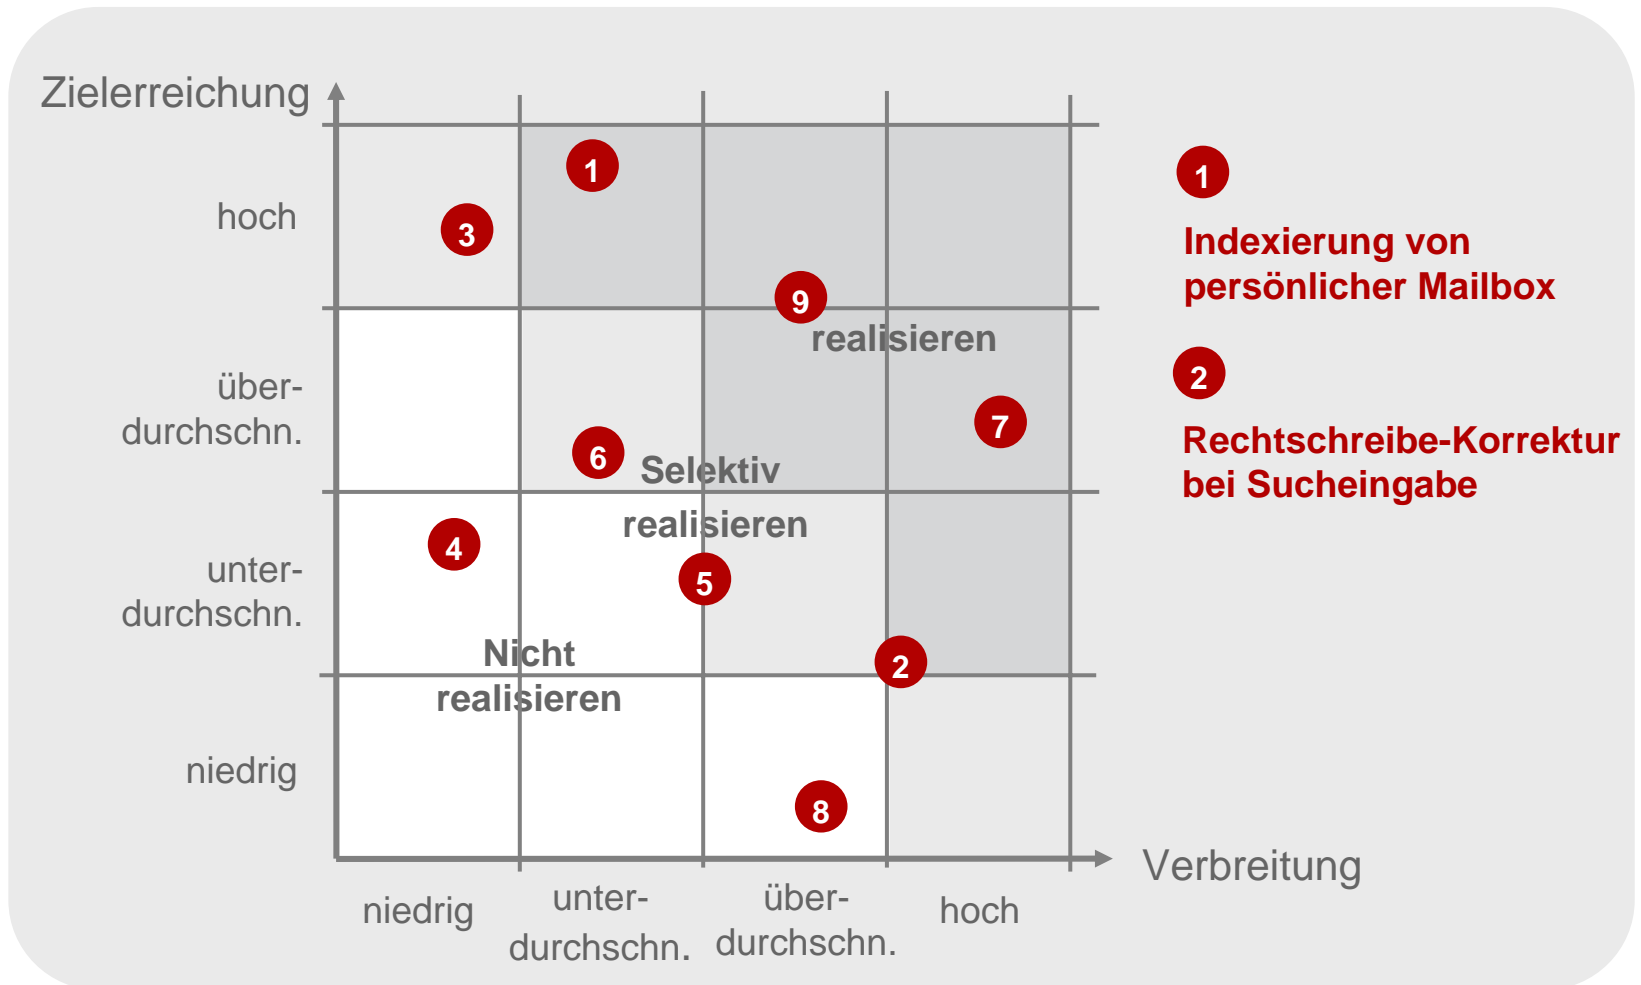 Zielerreichung
hoch
über-
durchschn.
unter-
durchschn.
niedrig
1
3
9
realisieren
7
6
Selektiv
realisieren
4
5
Nicht
realisieren
2
8
niedrig
unter-
durchschn.
über-
durchschn.
hoch
Verbreitung
1
Indexierung von
persönlicher Mailbox
2
Rechtschreibe-Korrektur
bei Sucheingabe